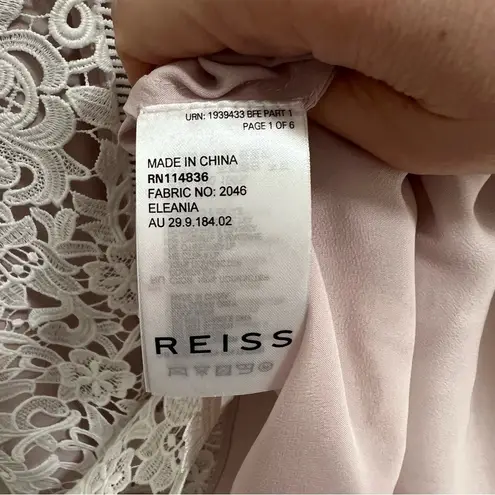 URN: 1939433 BFE PART 1
PAGE 1 OF 6
MADE IN CHINA
RN114836
FABRIC NO: 2046
ELEANIA
AU 29.9.184.02
REISS